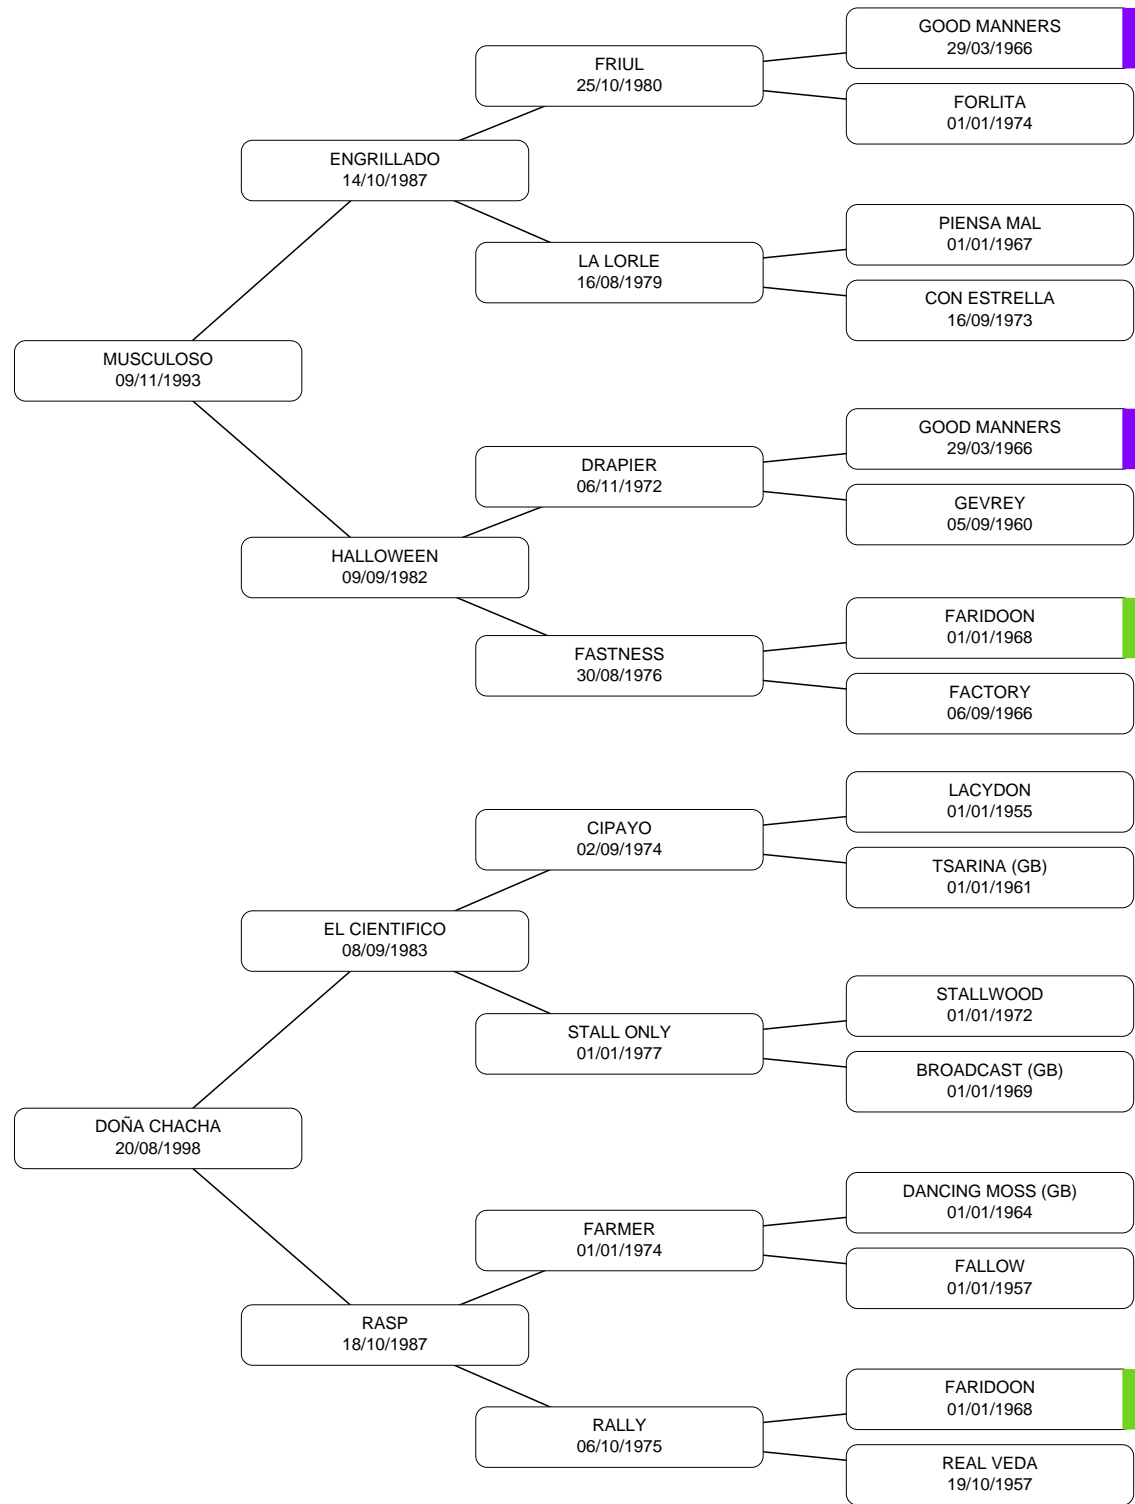 GOOD MANNERS
29/03/1966
FRIUL
25/10/1980
FORLITA
01/01/1974
ENGRILLADO
14/10/1987
PIENSA MAL
01/01/1967
LA LORLE
16/08/1979
CON ESTRELLA
16/09/1973
MUSCULOSO
09/11/1993
GOOD MANNERS
29/03/1966
DRAPIER
06/11/1972
GEVREY
05/09/1960
HALLOWEEN
09/09/1982
FARIDOON
01/01/1968
FASTNESS
30/08/1976
FACTORY
06/09/1966
LACYDON
01/01/1955
CIPAYO
02/09/1974
TSARINA (GB)
01/01/1961
EL CIENTIFICO
08/09/1983
STALLWOOD
01/01/1972
STALL ONLY
01/01/1977
BROADCAST (GB)
01/01/1969
DOÑA CHACHA
20/08/1998
DANCING MOSS (GB)
01/01/1964
FARMER
01/01/1974
FALLOW
01/01/1957
RASP
18/10/1987
FARIDOON
01/01/1968
RALLY
06/10/1975
REAL VEDA
19/10/1957